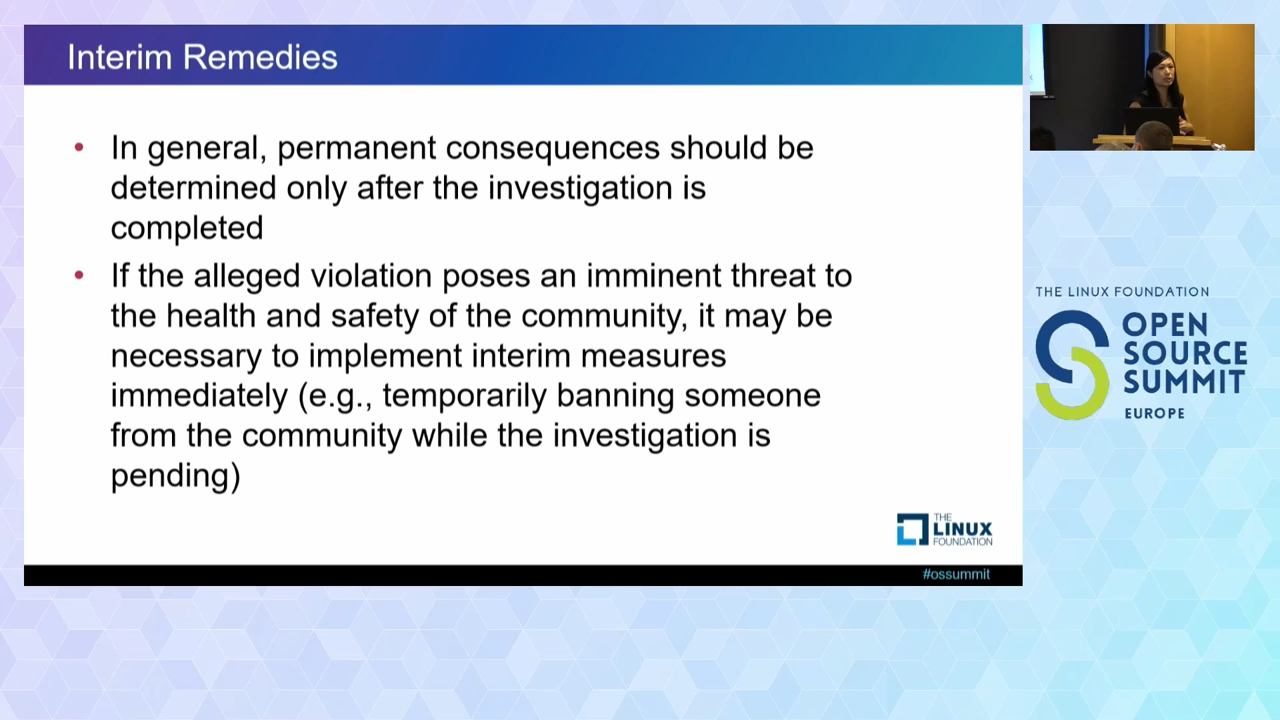 Interim Remedies
• In general, permanent consequences should be
determined only after the investigation is
completed
• If the alleged violation poses an imminent threat to
the health and safety of the community, it may be
necessary to implement interim measures
immediately (e.g., temporarily banning someone
from the community while the investigation is
pending)
THE
LINUX
FOUNDATION
#ossummit
THE LINUX FOUNDATION
OPEN
SOURCE
SUMMIT
EUROPE